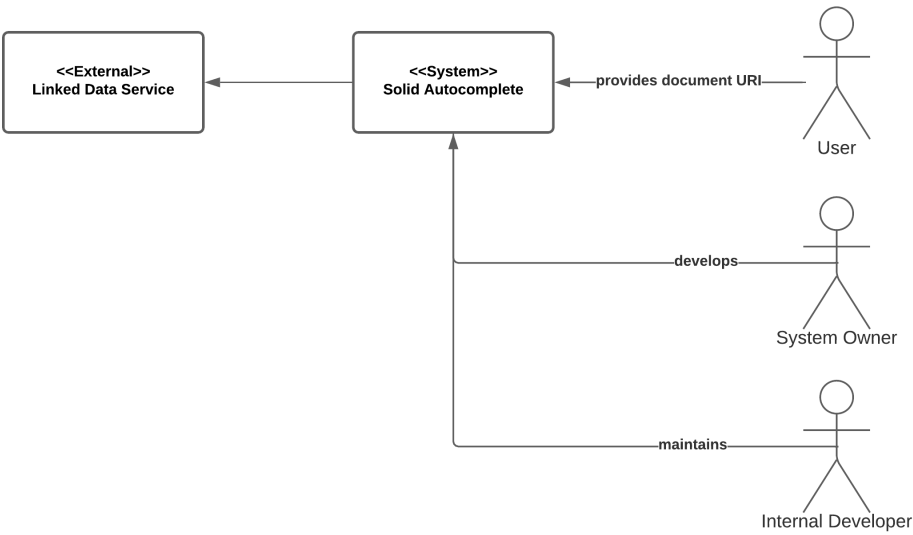 <<External>>
Linked Data Service
<<System>>
Solid Autocomplete
provides document URI
User
develops
System Owner
maintains
Internal Developer